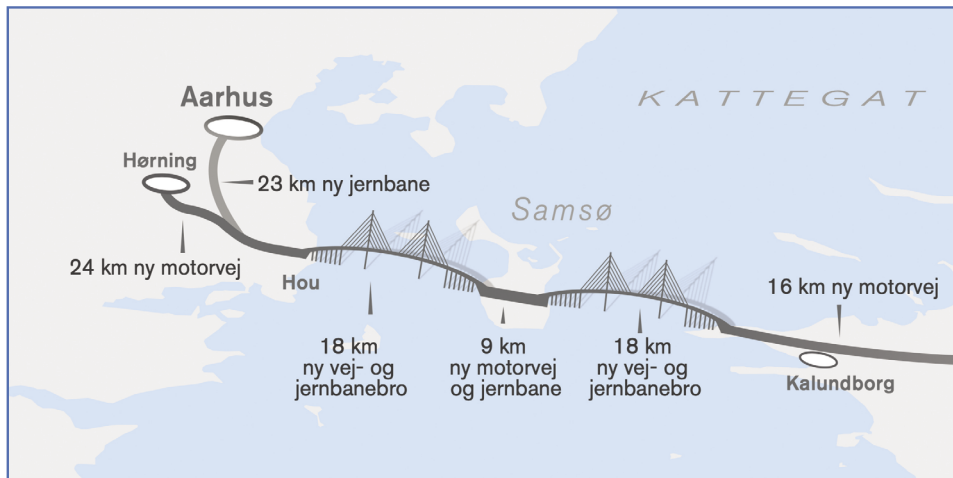 KATTEGAT
Aarhus
Hørning
23 km ny jernbane
Samsø
24 km ny motorvej
Hou
16 km ny motorvej
18 km
ny vej- og
jernbanebro
9 km
ny motorvej
og jernbane
18 km
ny vej- og
jernbanebro
Kalundborg